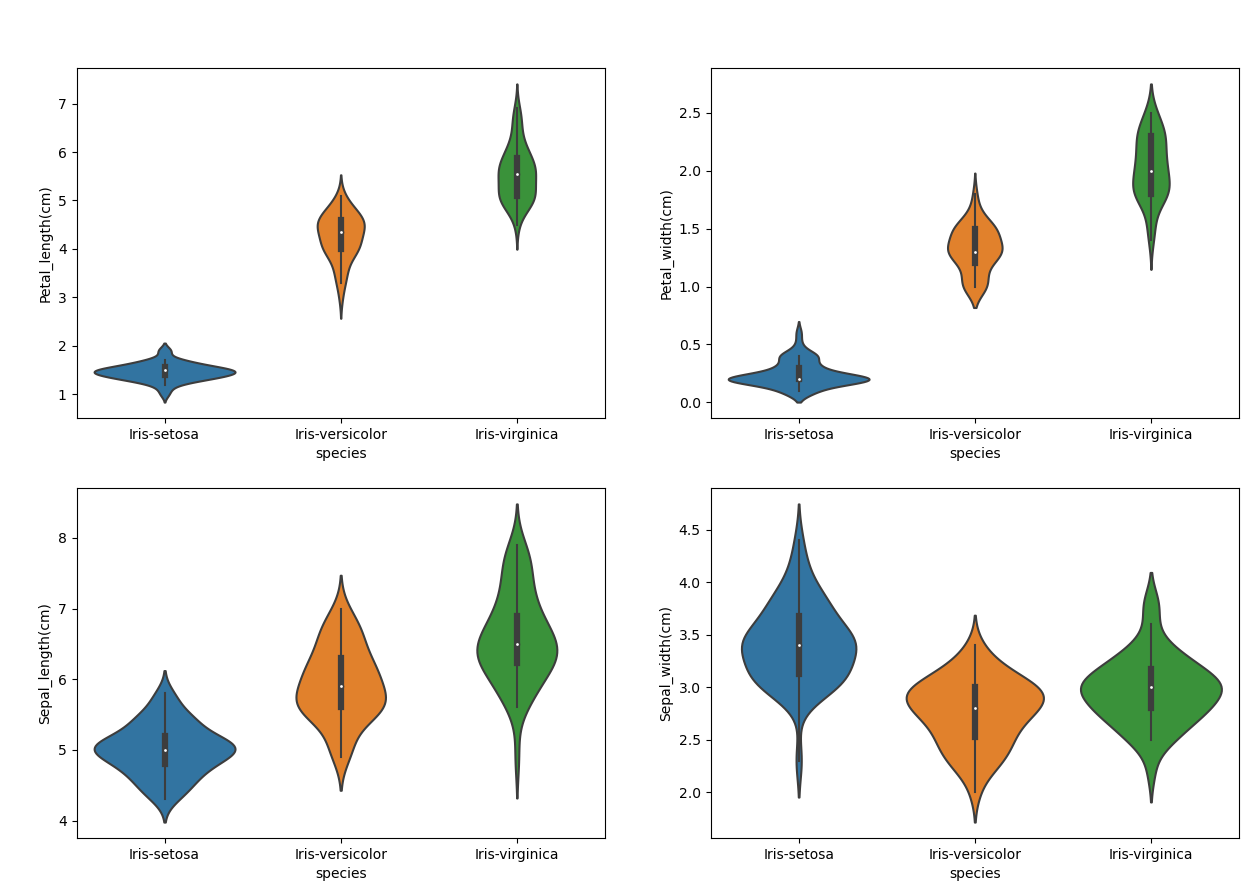 7
6
5
4
3
2
1
Petal_length(cm)
Iris-setosa Iris-versicolor Iris-virginica
species
2.5
2.0
1.5
1.0
0.5
0.0
Petal_width(cm)
Iris-setosa Iris-versicolor Iris-virginica
species
8
7
6
5
4
Sepal_length(cm)
Iris-setosa Iris-versicolor Iris-virginica
species
4.5
4.0
3.5
3.0
2.5
2.0
Sepal_width(cm)
Iris-setosa Iris-versicolor Iris-virginica
species